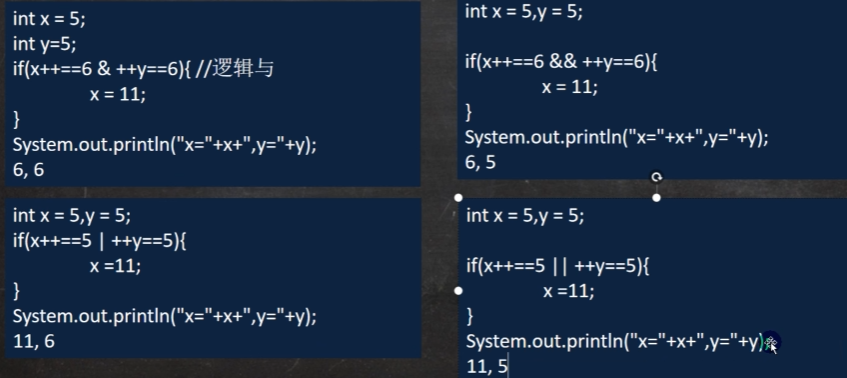 int x = 5;
int y=5;
if(x++==6 & ++y==6){ //逻辑与
x = 11;
}
System.out.println("x="+x+",y="+y);
6, 6
int x = 5,y = 5;
if(x++==6 && ++y==6){
x = 11;
}
System.out.println("x="+x+",y="+y);
6, 5
int x = 5,y = 5;
if(x++==5 | ++y==5){
x =11;
}
System.out.println("x="+x+",y="+y);
11, 6
int x = 5,y = 5;
if(x++==5 || ++y==5){
x =11;
}
System.out.println("x="+x+",y="+y);
11, 5